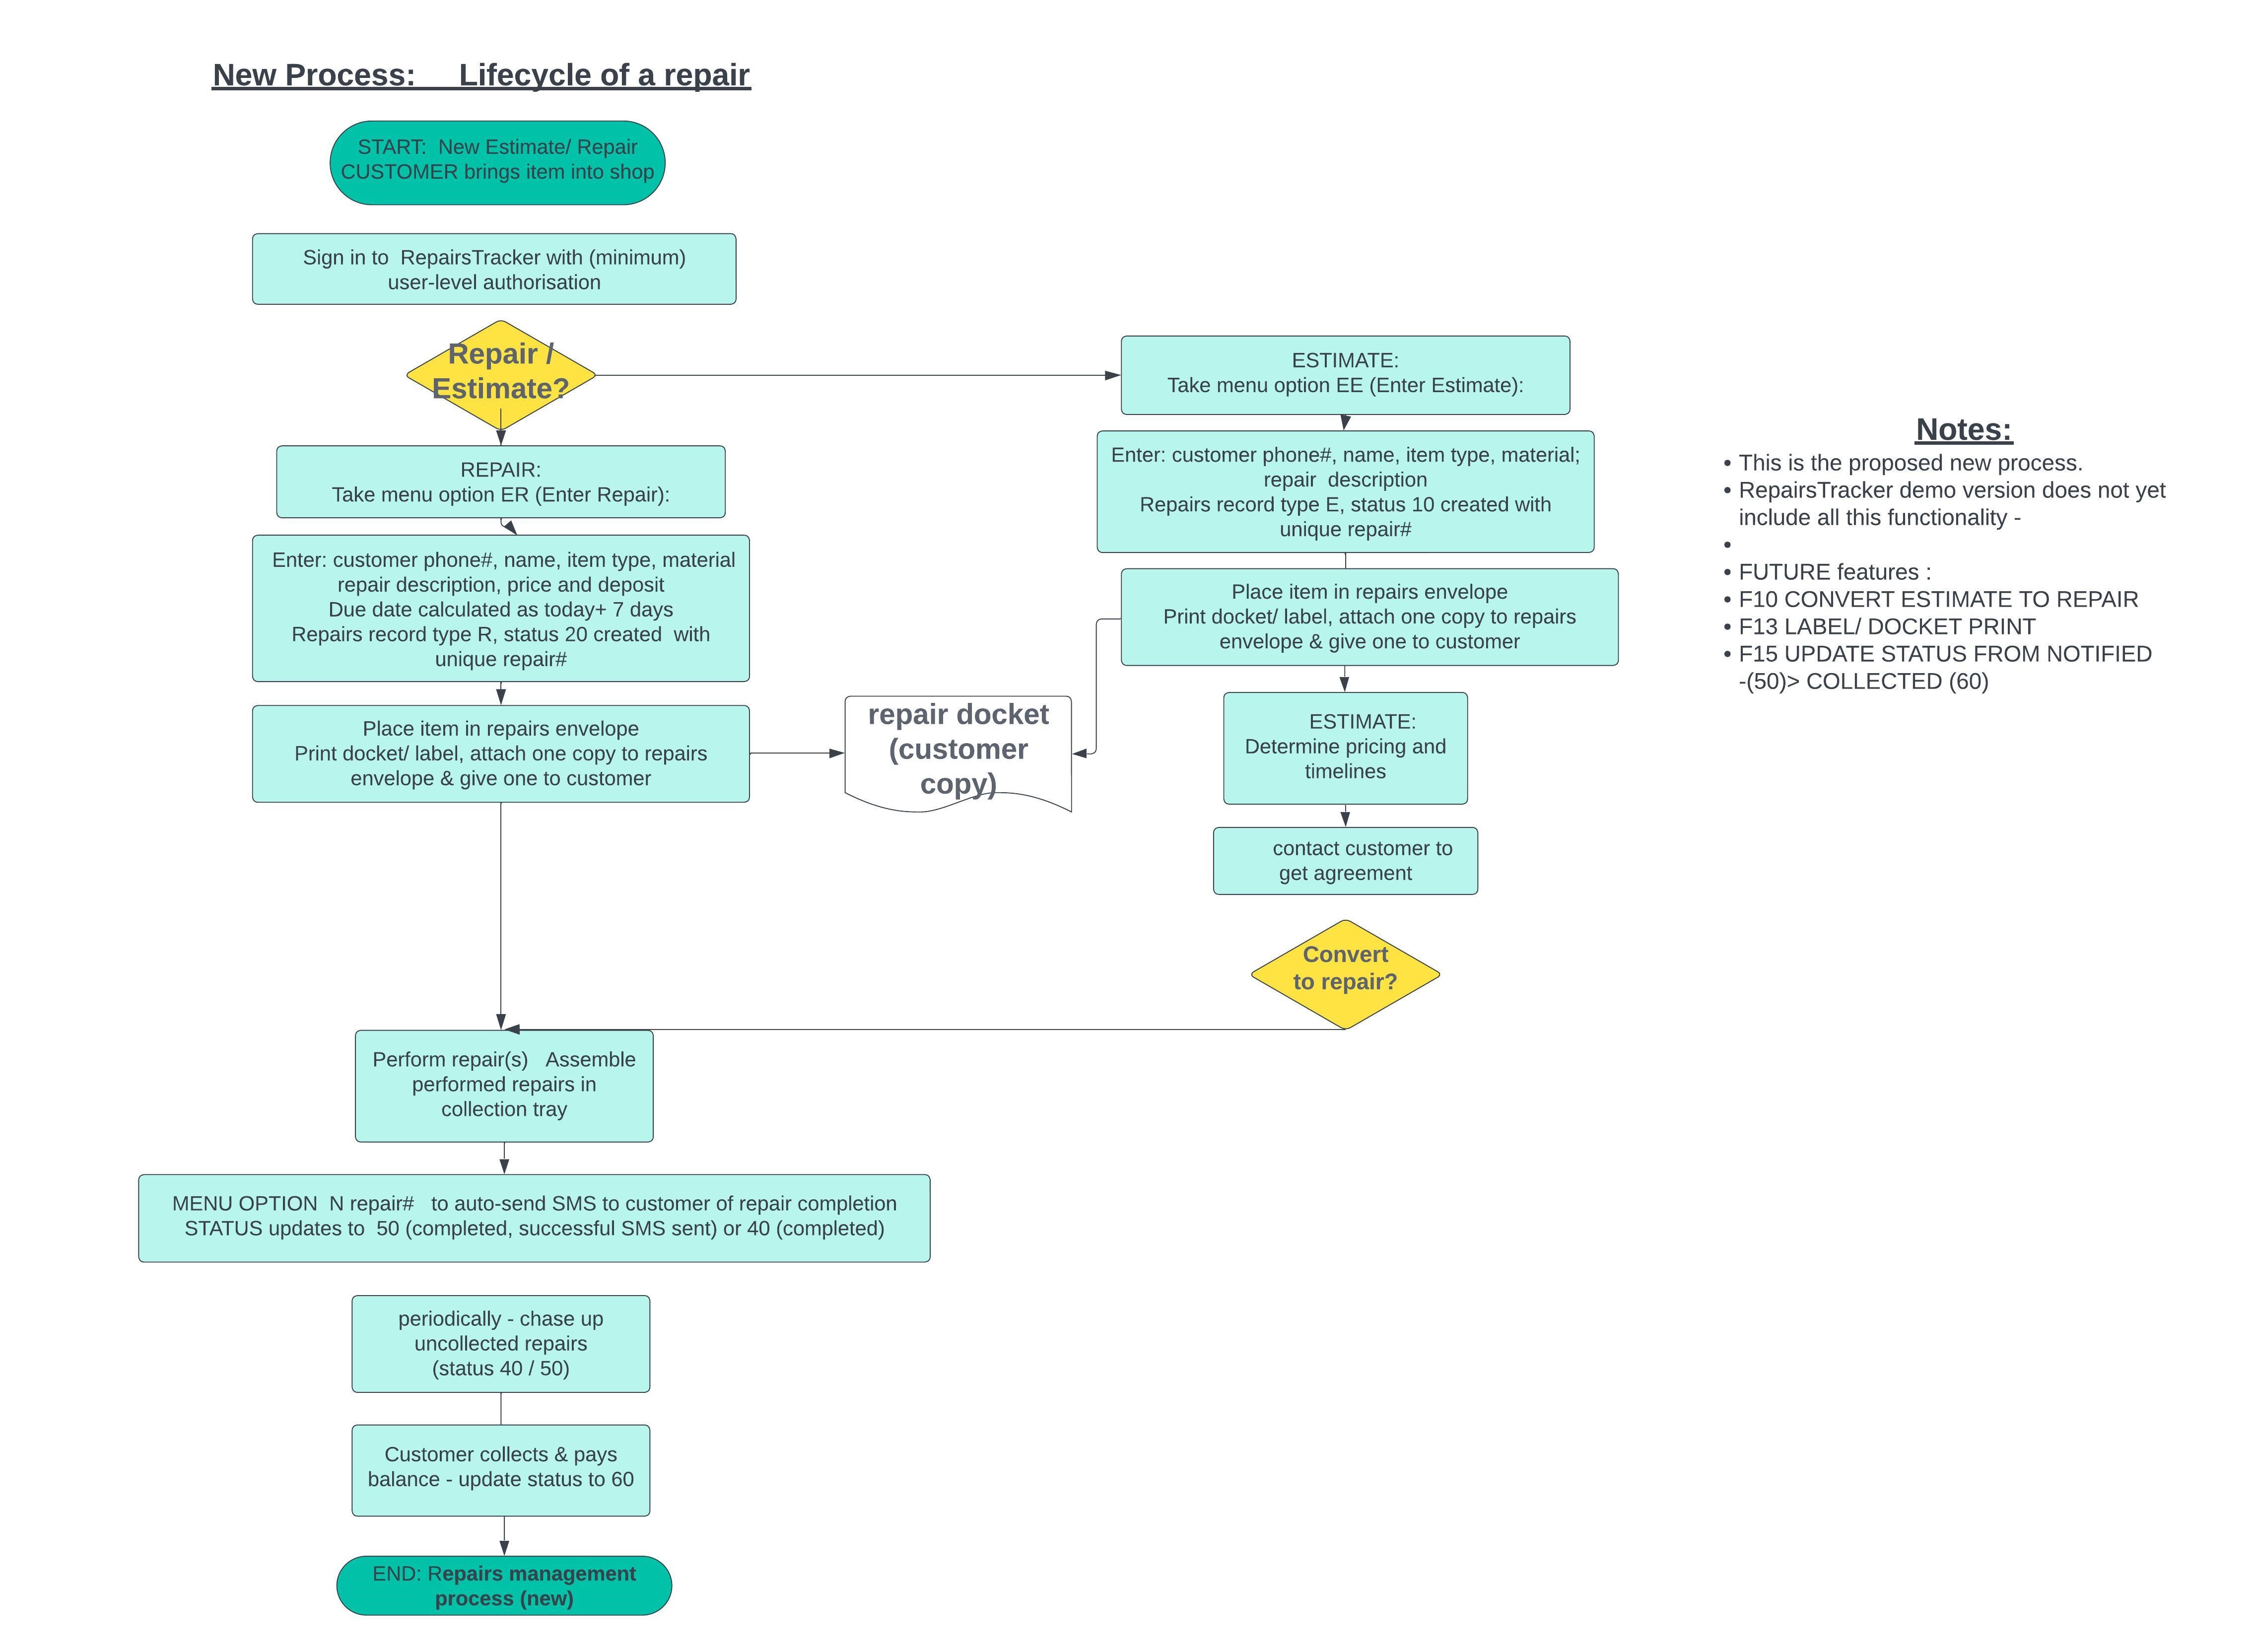 New Process: Lifecycle of a repair
START: New Estimate/ Repair
CUSTOMER brings item into shop
Sign in to RepairsTracker with (minimum)
user-level authorisation
Repair /
Estimate?
REPAIR:
Take menu option ER (Enter Repair):
Enter: customer phone#, name, item type, material
repair description, price and deposit
Due date calculated as today+ 7 days
Repairs record type R, status 20 created with
unique repair#
Place item in repairs envelope
Print docket/ label, attach one copy to repairs
envelope & give one to customer
repair docket
(customer
copy)
ESTIMATE:
Take menu option EE (Enter Estimate):
Enter: customer phone#, name, item type, material;
repair description
Repairs record type E, status 10 created with
unique repair#
Place item in repairs envelope
Print docket/ label, attach one copy to repairs
envelope & give one to customer
ESTIMATE:
Determine pricing and
timelines
contact customer to
get agreement
Convert
to repair?
Perform repair(s) Assemble
performed repairs in
collection tray
MENU OPTION N repair# to auto-send SMS to customer of repair completion
STATUS updates to 50 (completed, successful SMS sent) or 40 (completed)
periodically - chase up
uncollected repairs
(status 40 / 50)
Customer collects & pays
balance - update status to 60
END: Repairs management
process (new)
Notes:
• This is the proposed new process.
• RepairsTracker demo version does not yet
include all this functionality -
•
• FUTURE features :
• F10 CONVERT ESTIMATE TO REPAIR
• F13 LABEL/ DOCKET PRINT
• F15 UPDATE STATUS FROM NOTIFIED
-(50)> COLLECTED (60)